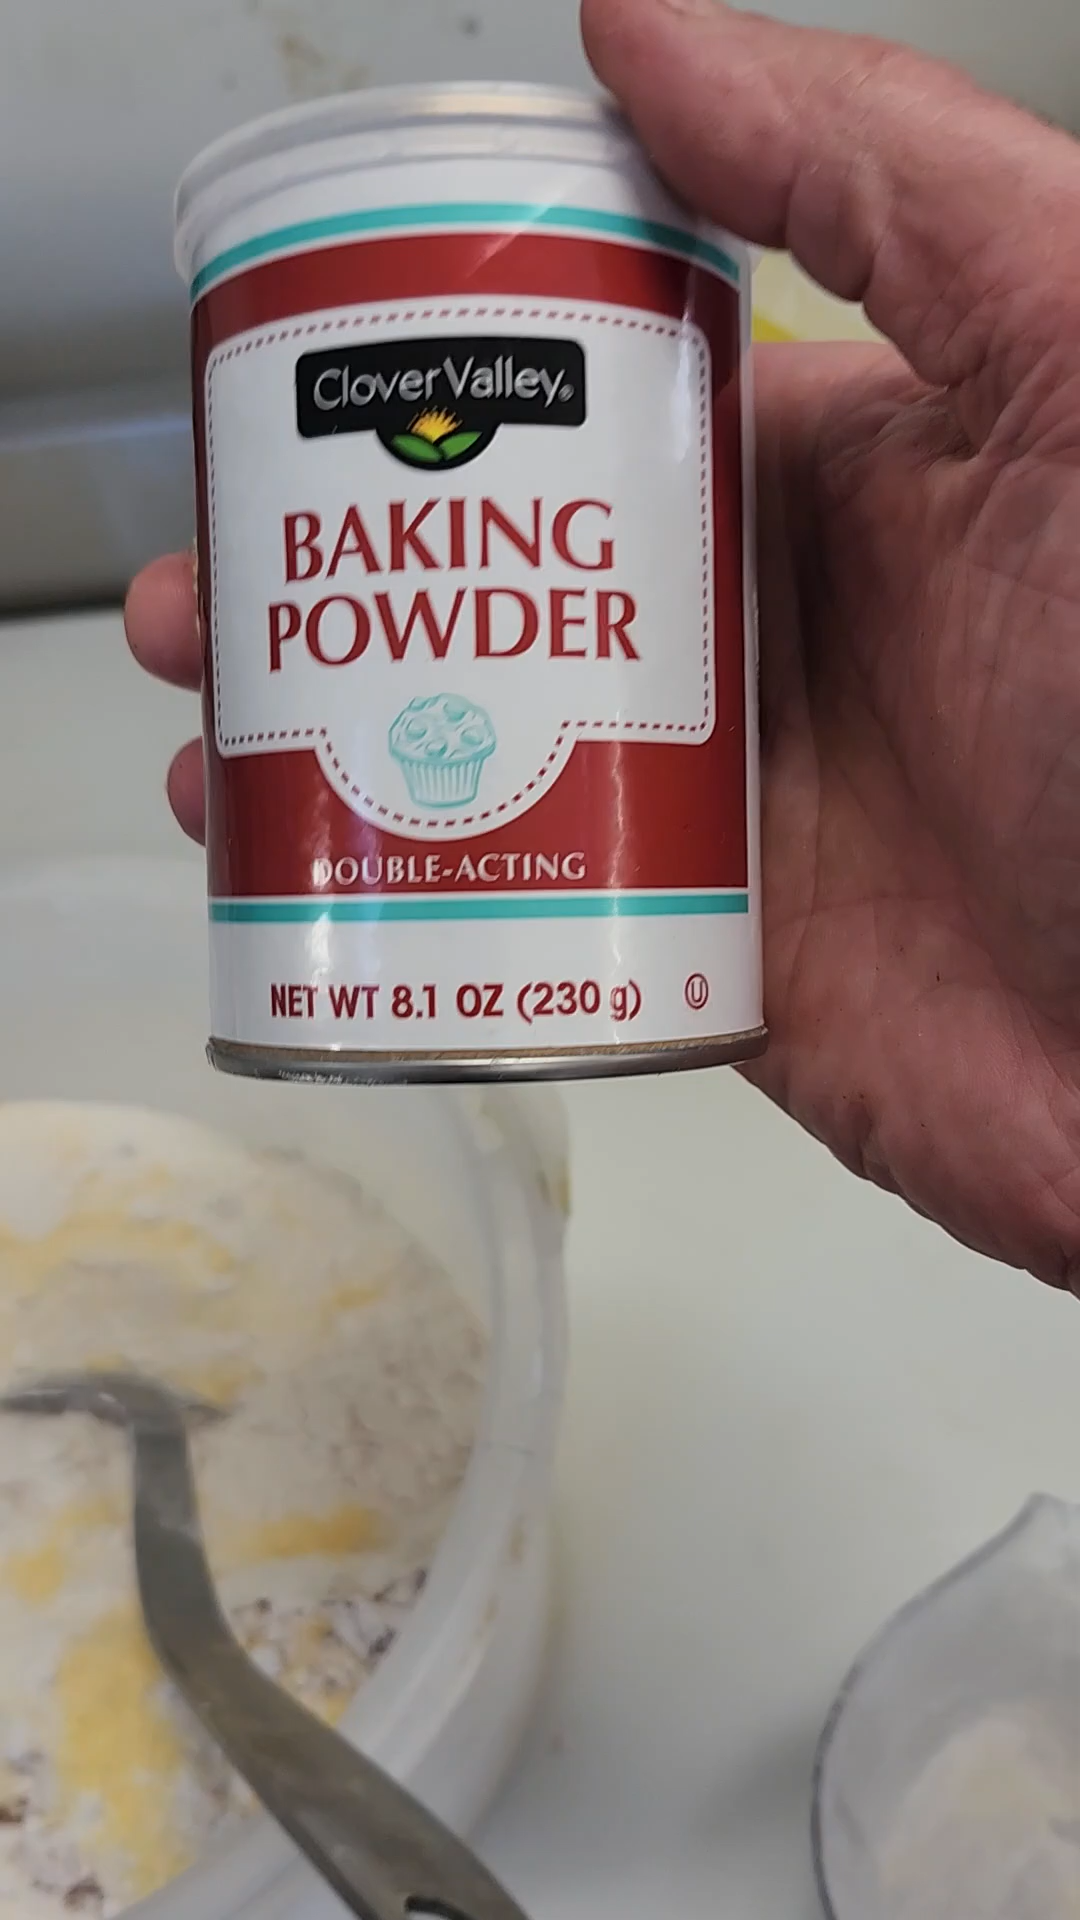 Clover Valley®
BAKING
POWDER
DOUBLE-ACTING
NET WT 8.1 OZ (230 g) Ⓤ